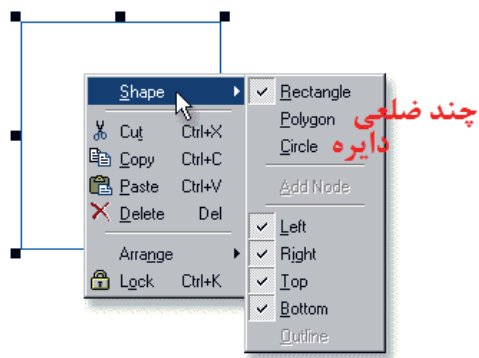 Shape
Cut Ctrl+X
Copy Ctrl+C
Paste Ctrl+V
Delete Del
Arrange
Lock Ctrl+K
Rectangle
Polygon چند ضلعی
Circle دایره
Add Node
Left
Right
Top
Bottom
Outline